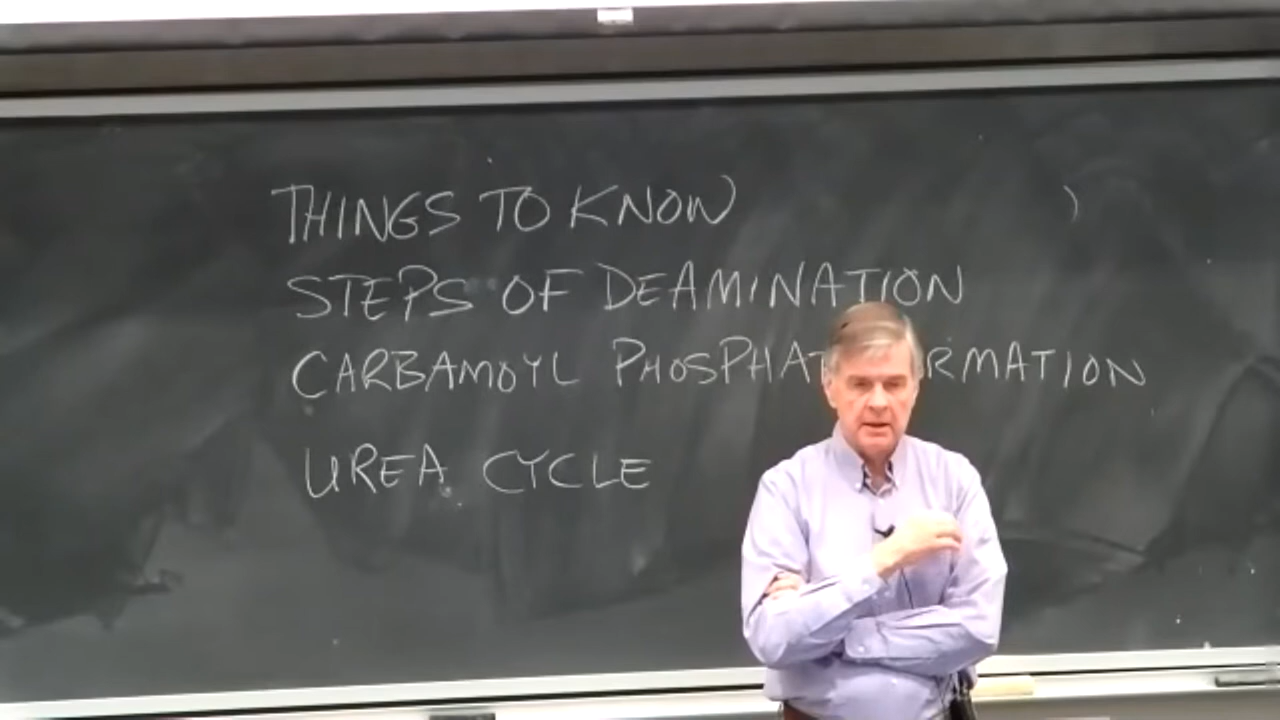 THINGS TO KNOW
STEPS OF DEAMINATION
CARBAMOYL PHOSPHAT RMATION
UREA CYCLE